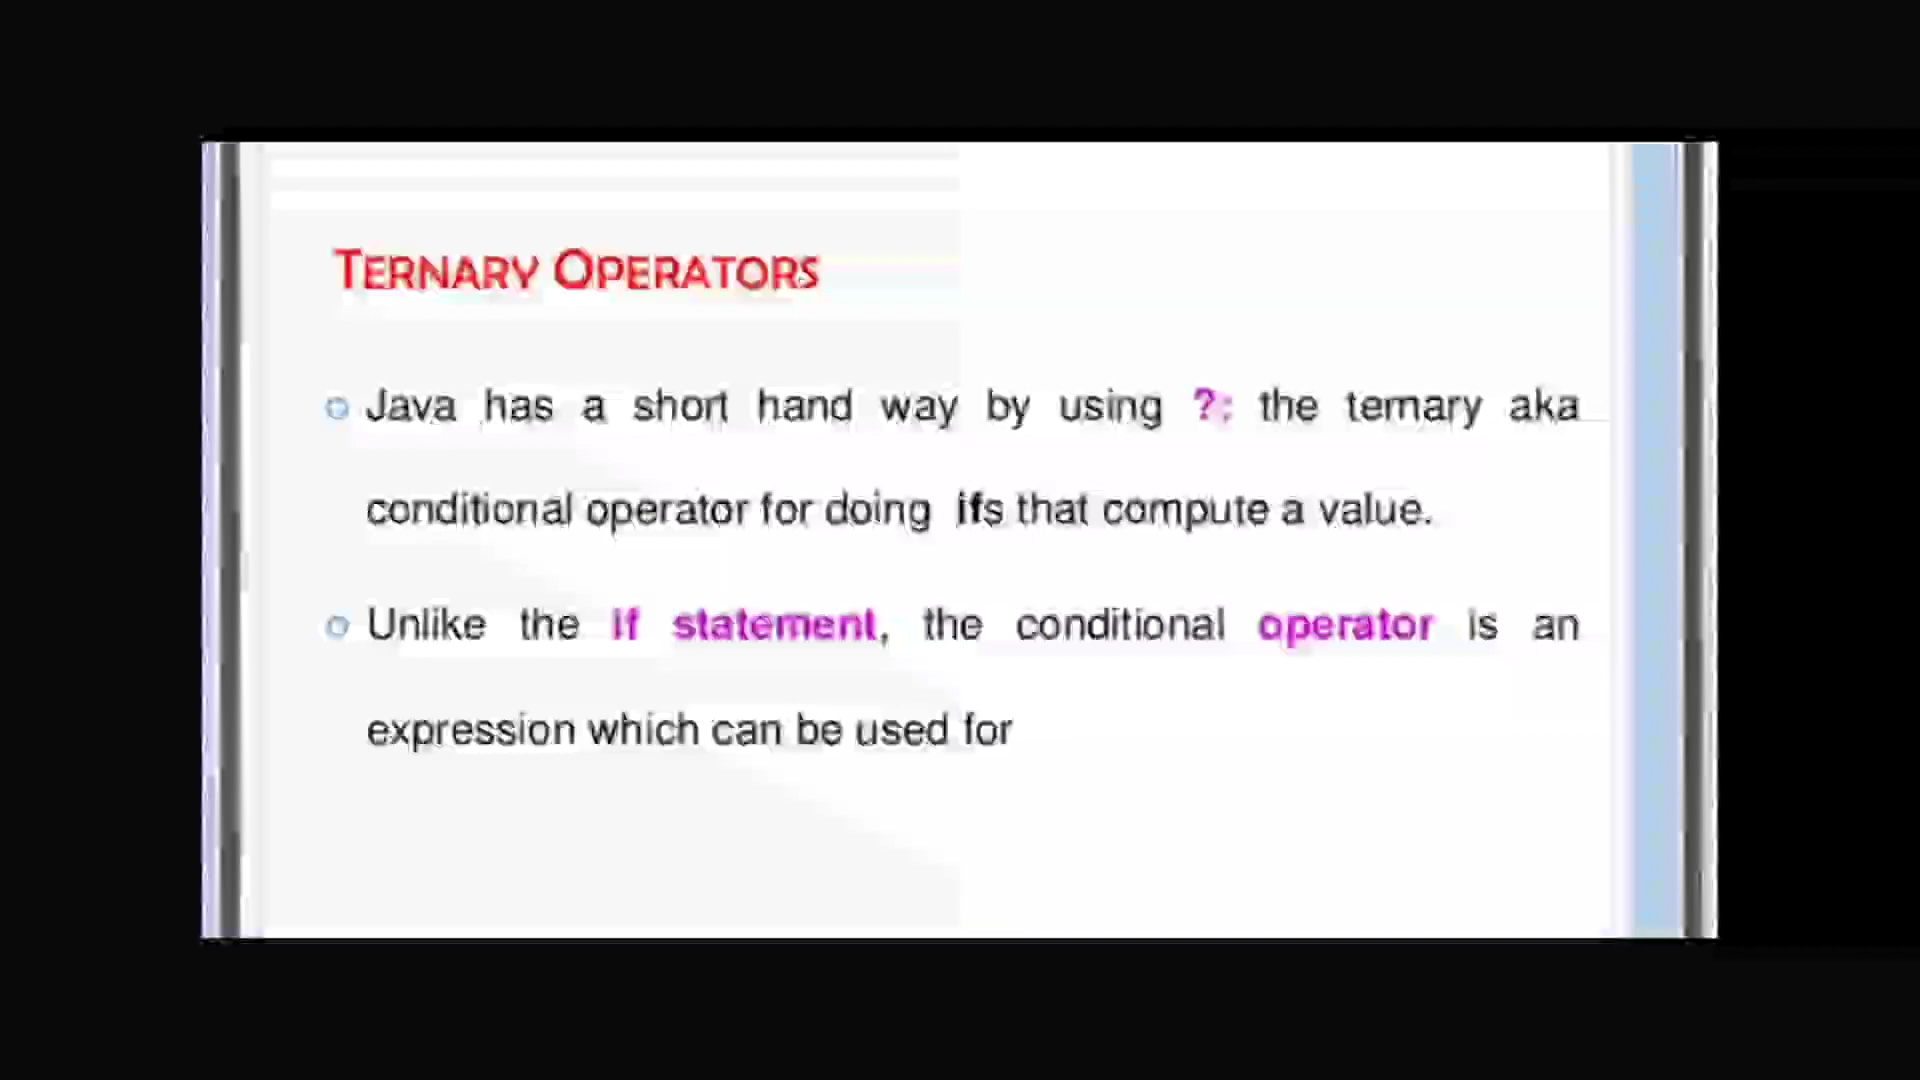 TERNARY OPERATORS
Java has a short hand way by using ?: the ternary aka
conditional operator for doing ifs that compute a value.
Unlike the if statement, the conditional operator is an
expression which can be used for